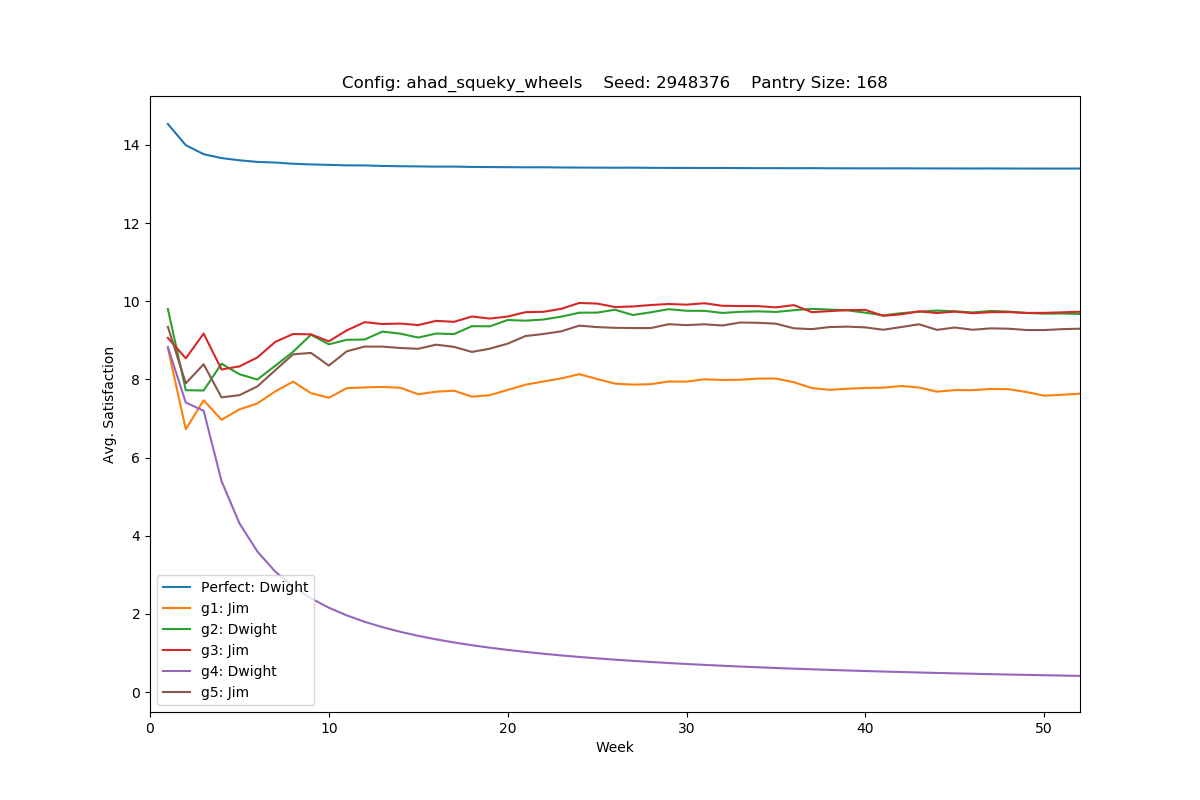 Config: ahad_squeky_wheels    Seed: 2948376    Pantry Size: 168
Avg. Satisfaction
14
12
10
8
6
4
2
0
Perfect: Dwight
g1: Jim
g2: Dwight
g3: Jim
g4: Dwight
g5: Jim
0 10 20 30 40 50
Week